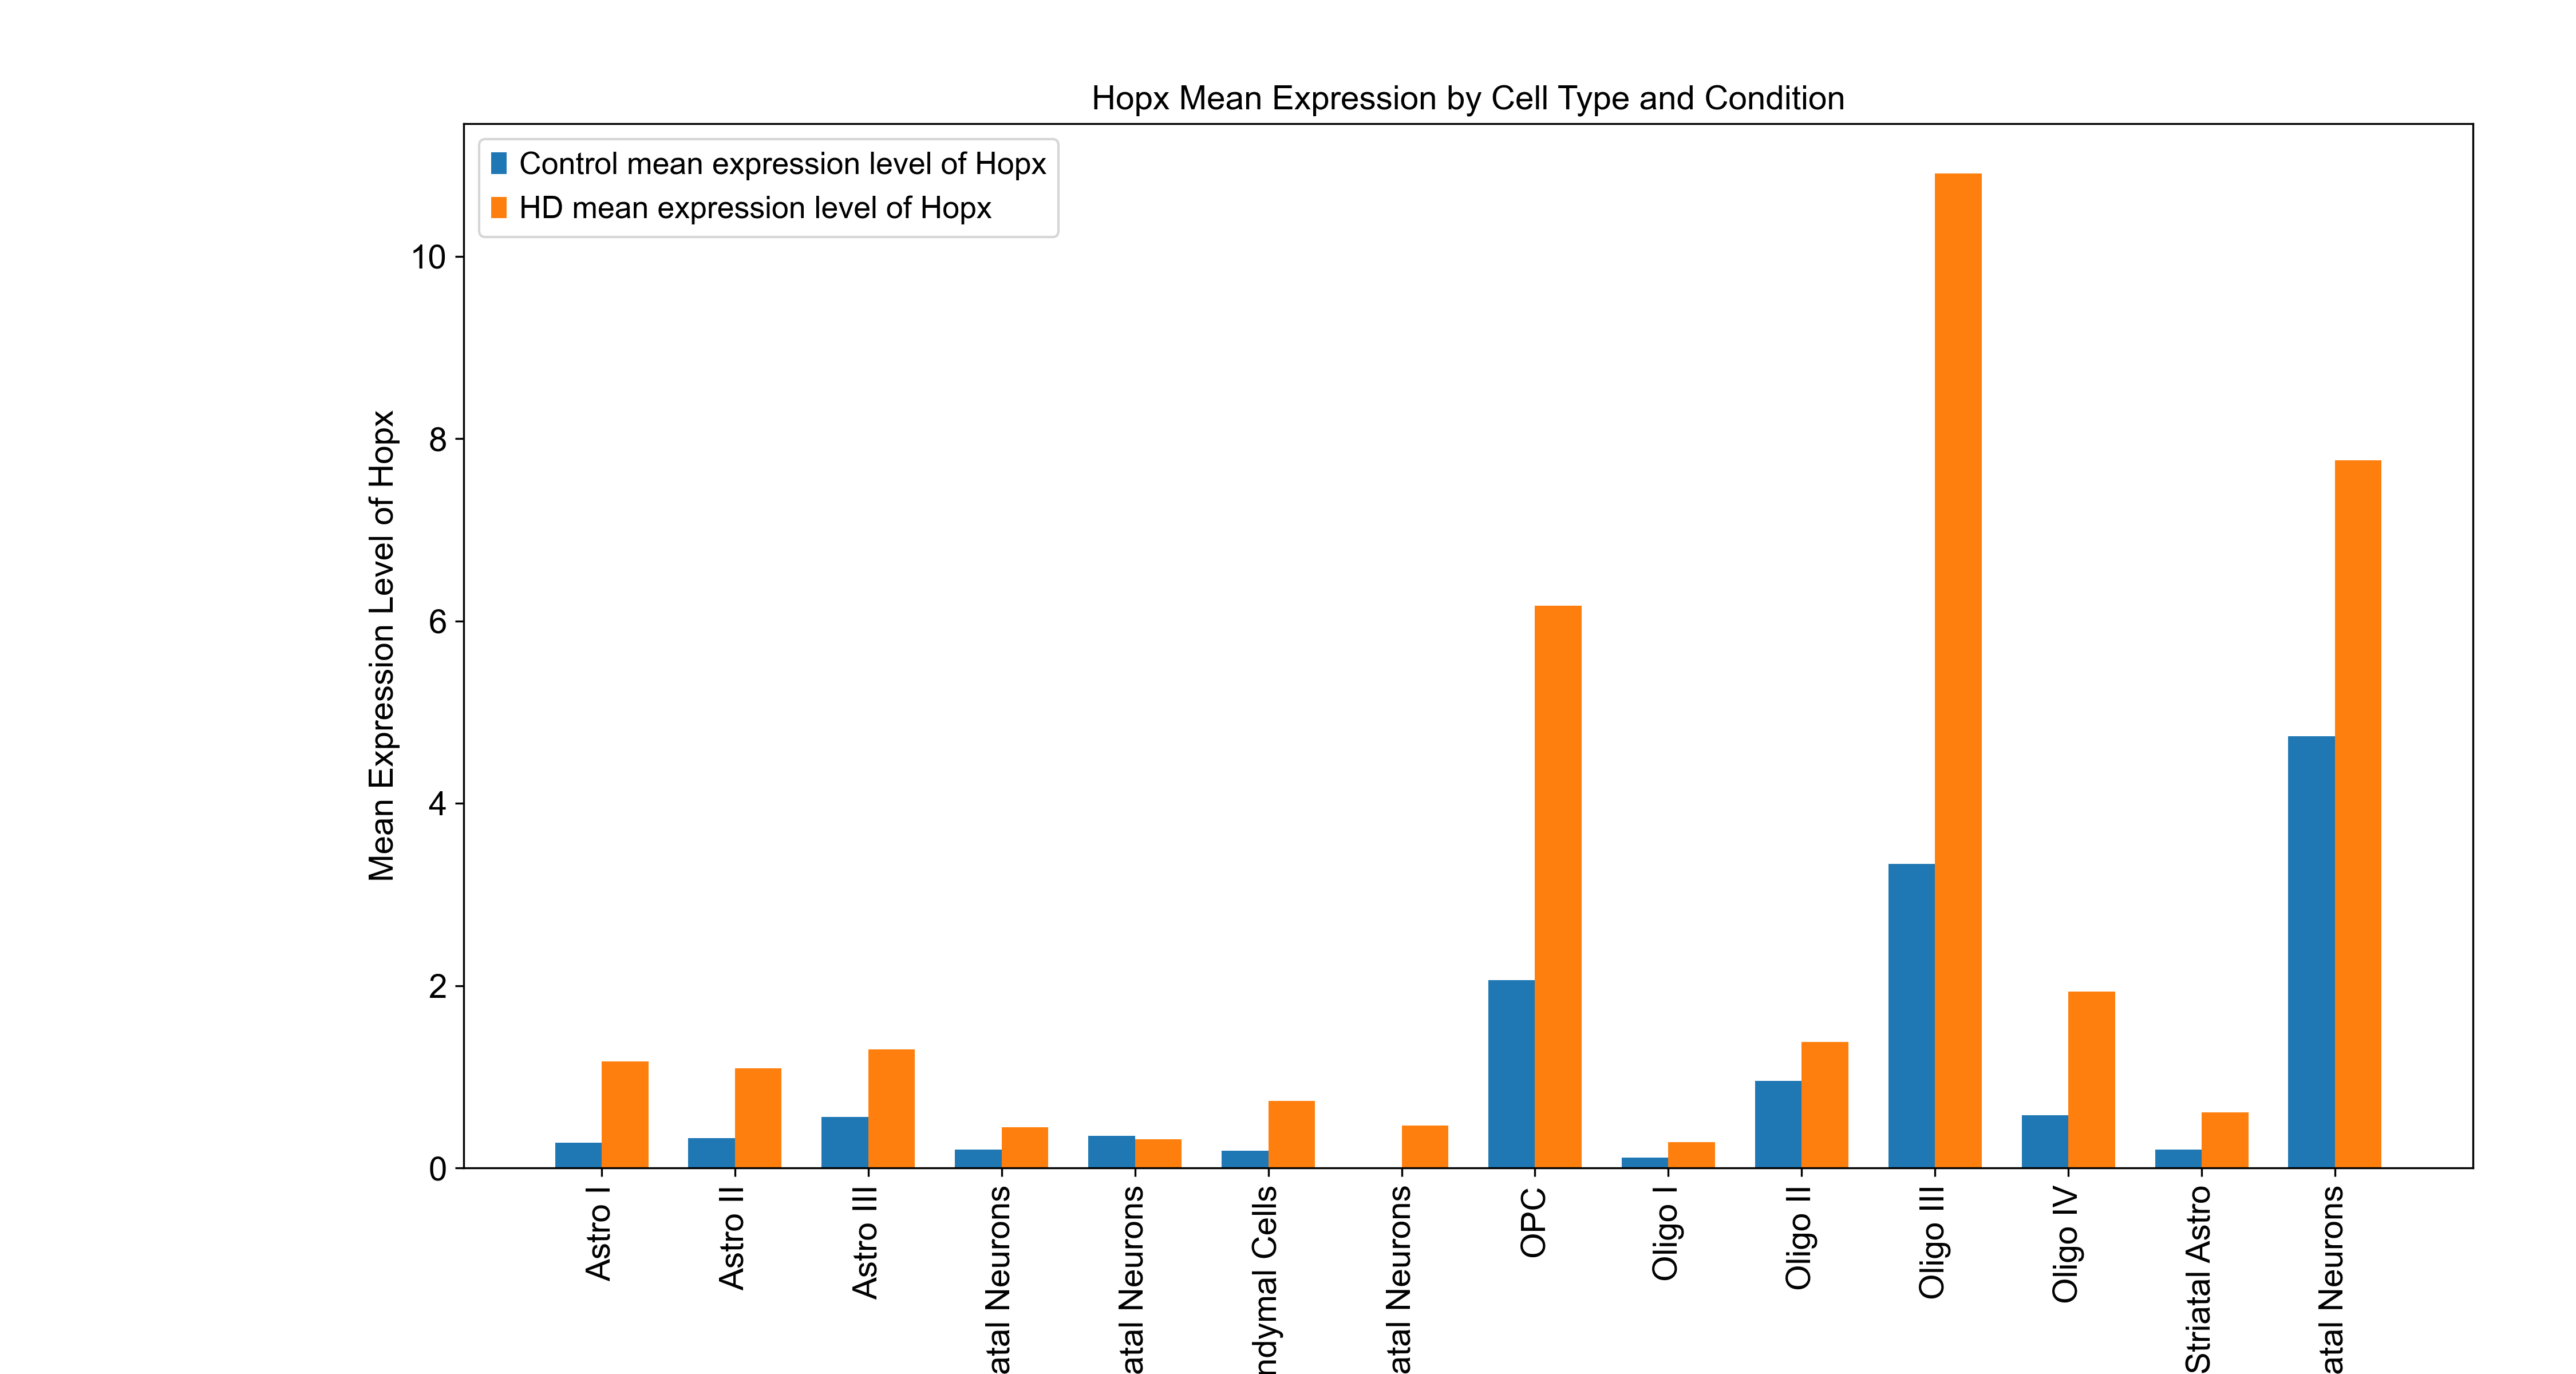 Hopx Mean Expression by Cell Type and Condition
Control mean expression level of Hopx
HD mean expression level of Hopx
Mean Expression Level of Hopx
10
8
6
4
2
0
Astro I
Astro II
Astro III
atal Neurons
atal Neurons
ndymal Cells
atal Neurons
OPC
Oligo I
Oligo II
Oligo III
Oligo IV
Striatal Astro
atal Neurons